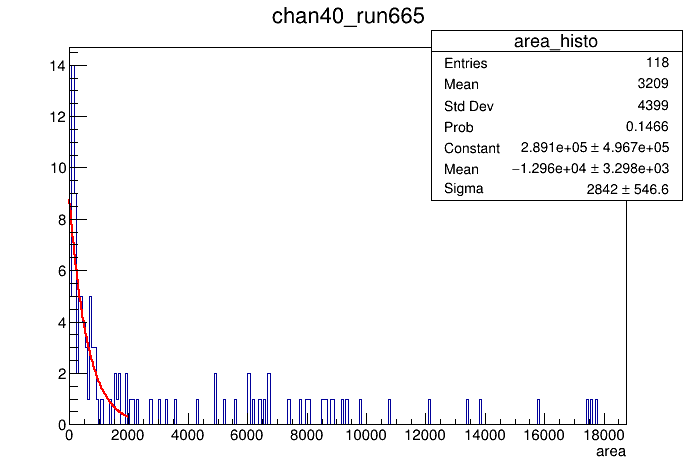 chan40_run665
area_histo
Entries 118
Mean 3209
Std Dev 4399
Prob 0.1466
Constant 2.891e+05 ± 4.967e+05
Mean −1.296e+04 ± 3.298e+03
Sigma 2842 ± 546.6
14
12
10
8
6
4
2
0
0 2000 4000 6000 8000 10000 12000 14000 16000 18000
area